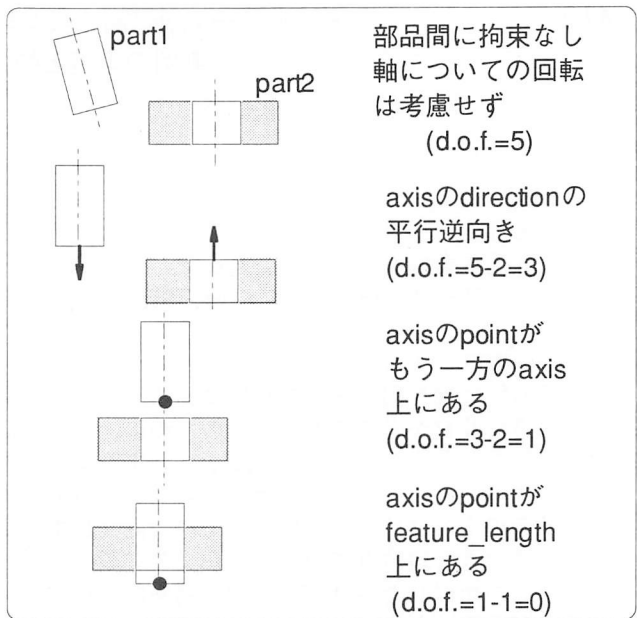 part1
part2
部品間に拘束なし
軸についての回転
は考慮せず
(d.o.f.=5)
axisのdirectionの
平行逆向き
(d.o.f.=5-2=3)
axisのpointが
もう一方のaxis
上にある
(d.o.f.=3-2=1)
axisのpointが
feature_length
上にある
(d.o.f.=1-1=0)